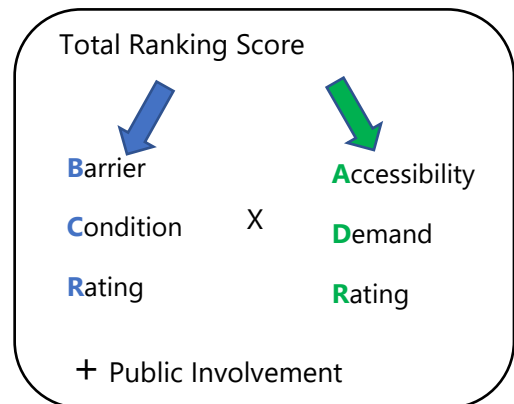 Total Ranking Score
Barrier
Condition
Rating
X
Accessibility
Demand
Rating
+ Public Involvement